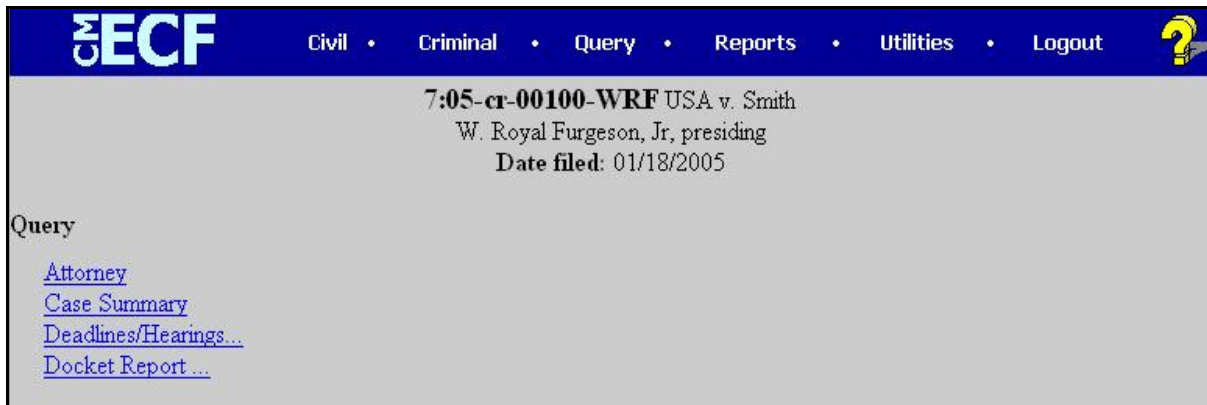 CM ECF Civil • Criminal • Query • Reports • Utilities • Logout ?
7:05-cr-00100-WRF USA v. Smith
W. Royal Furgeson, Jr, presiding
Date filed: 01/18/2005
Query
Attorney
Case Summary
Deadlines/Hearings...
Docket Report ...